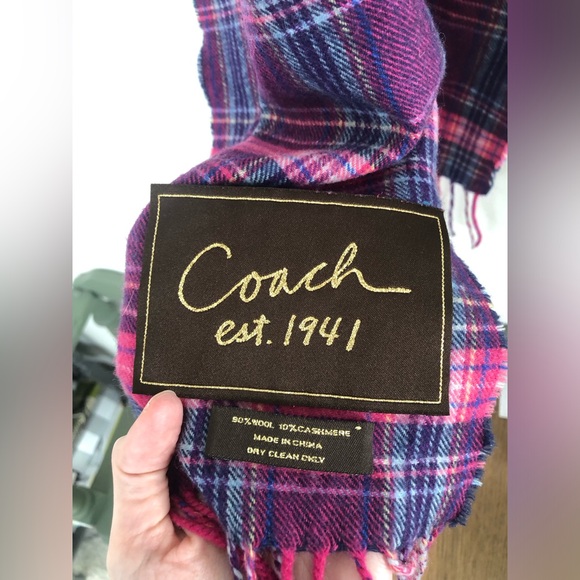 Coach
est. 1941
90% WOOL 10% CASHMERE
MADE IN CHINA
DRY CLEAN ONLY